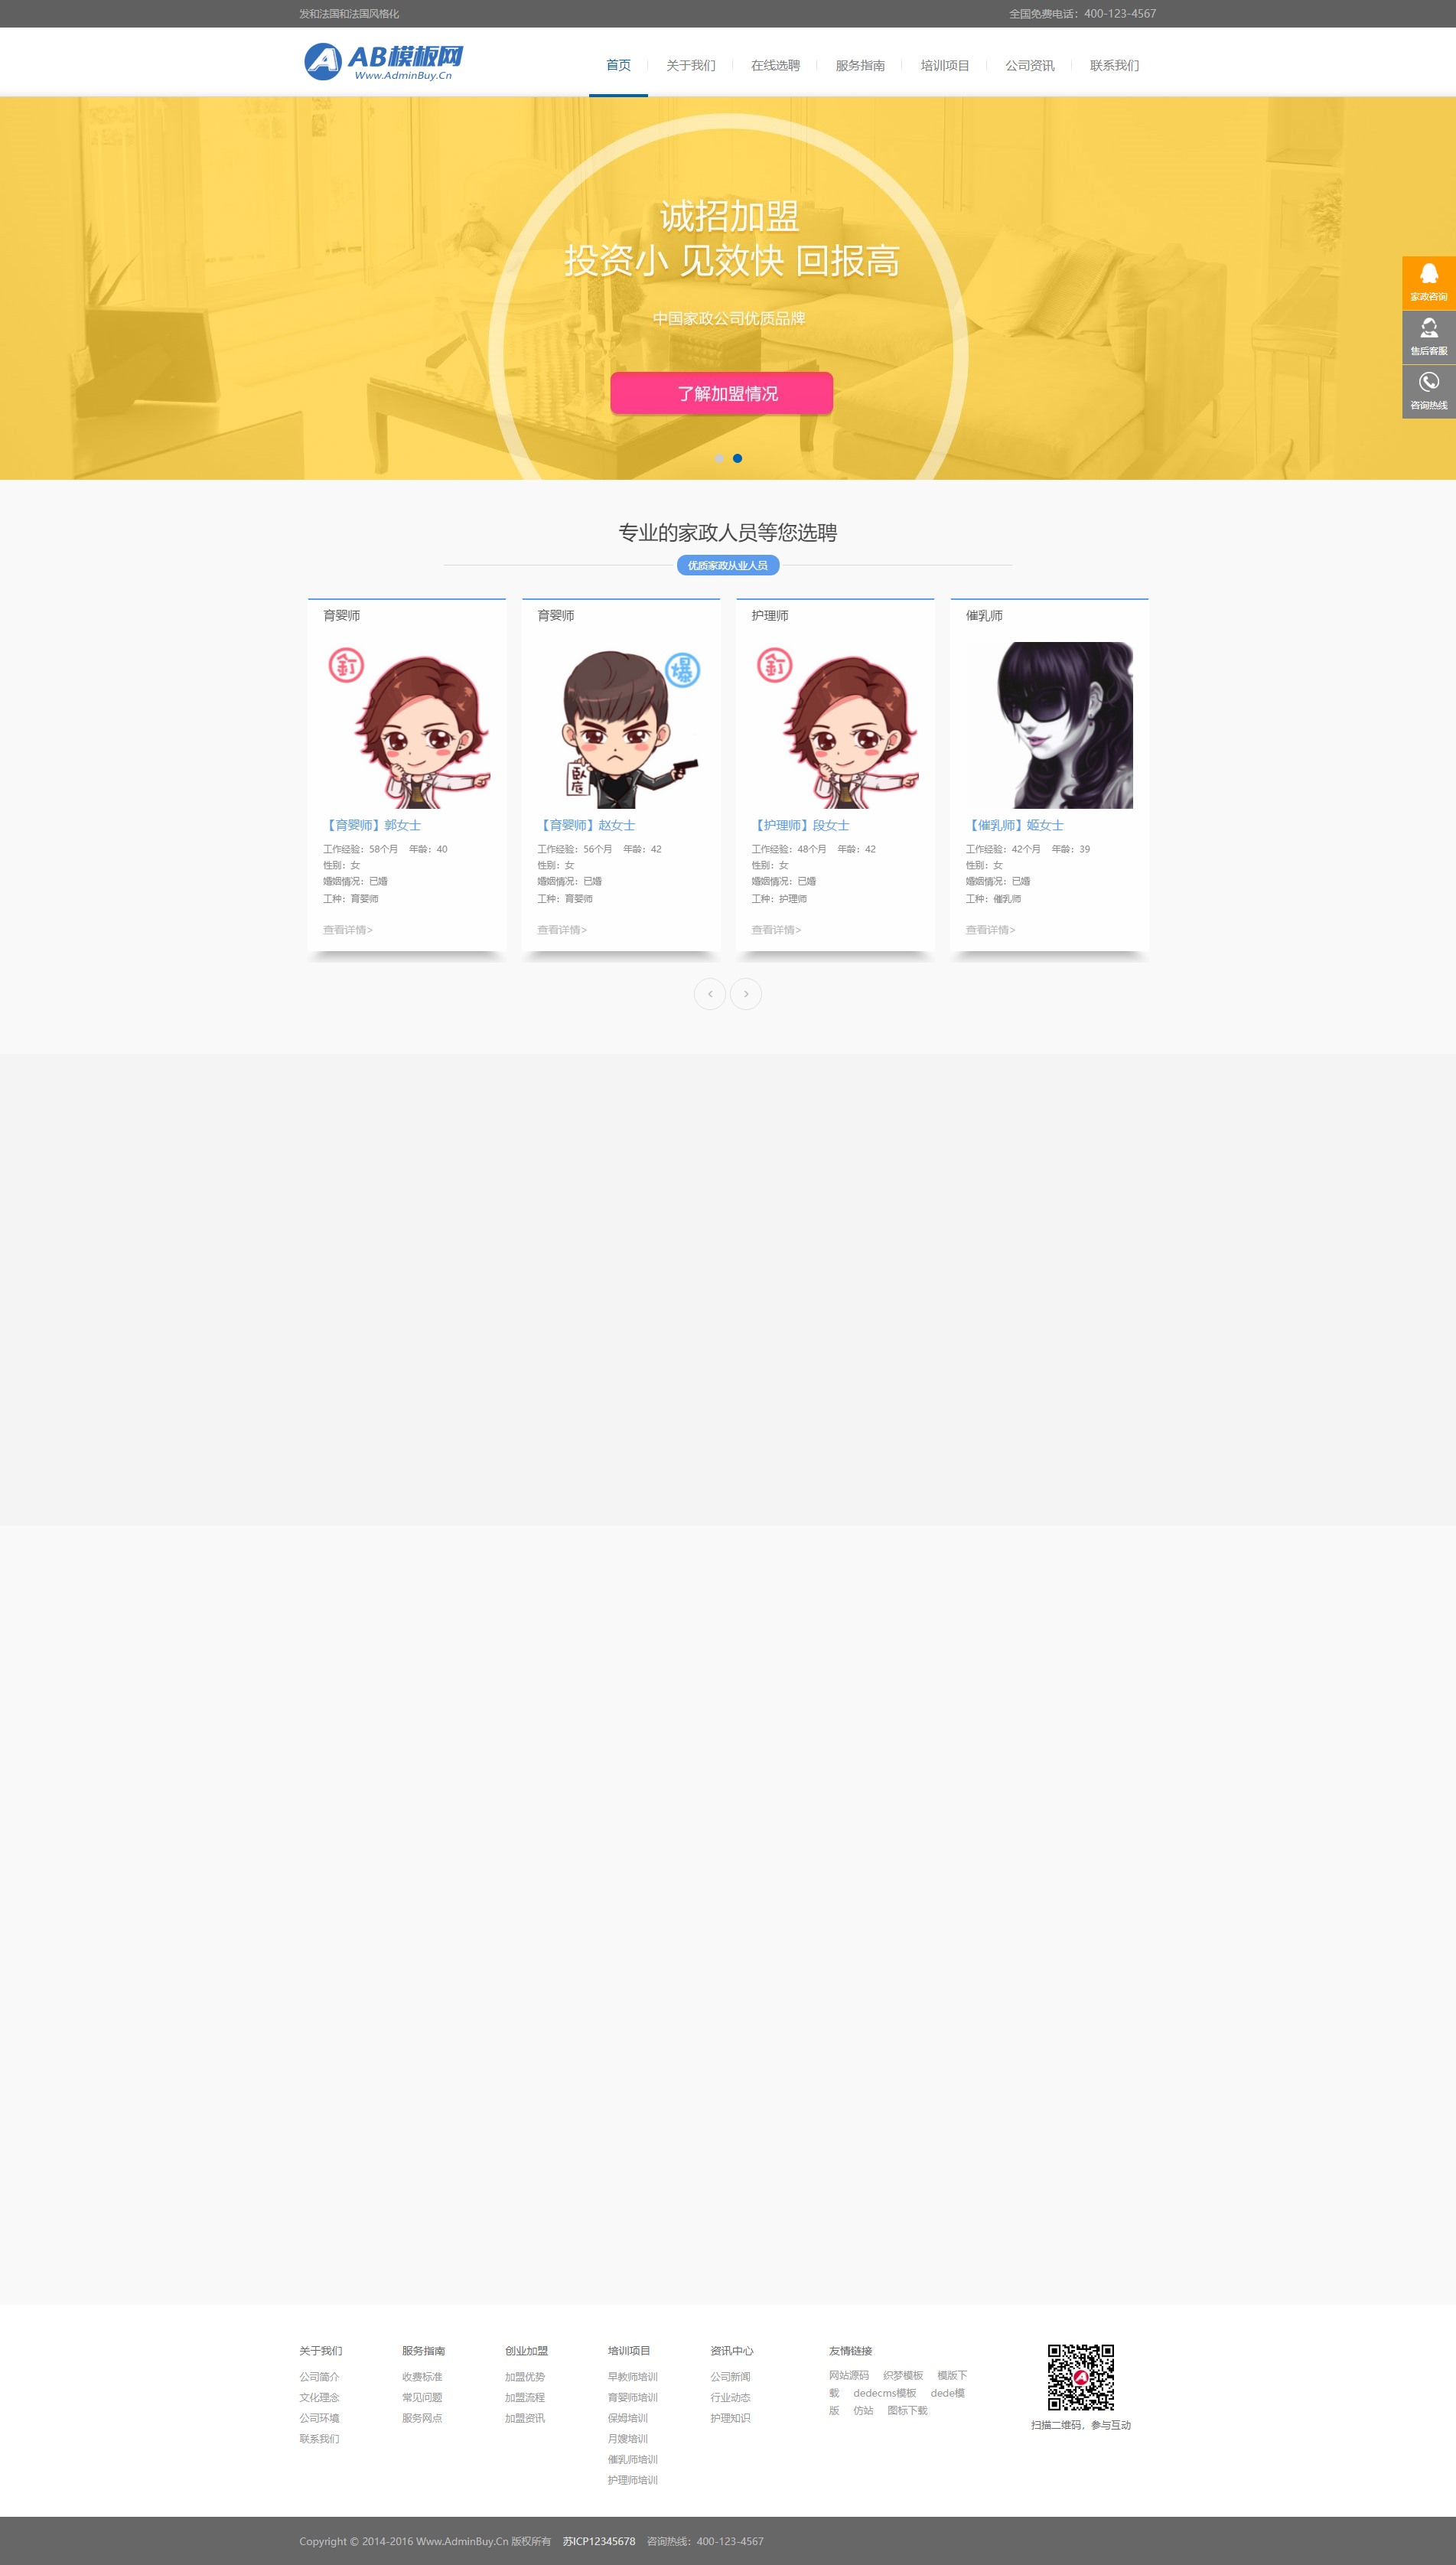 发和法国和法国风格化
全国免费电话：400-123-4567
AB模板网
Www.AdminBuy.Cn
首页
关于我们
在线选聘
服务指南
培训项目
公司资讯
联系我们
诚招加盟
投资小 见效快 回报高
中国家政公司优质品牌
了解加盟情况
家政咨询
售后客服
咨询热线
专业的家政人员等您选聘
优质家政从业人员
育婴师
釘
【育婴师】郭女士
工作经验：58个月 年龄：40
性别：女
婚姻情况：已婚
工种：育婴师
查看详情>
育婴师
爆
卧底
【育婴师】赵女士
工作经验：56个月 年龄：42
性别：女
婚姻情况：已婚
工种：育婴师
查看详情>
护理师
釘
【护理师】段女士
工作经验：48个月 年龄：42
性别：女
婚姻情况：已婚
工种：护理师
查看详情>
催乳师
【催乳师】姬女士
工作经验：42个月 年龄：39
性别：女
婚姻情况：已婚
工种：催乳师
查看详情>
关于我们
公司简介
文化理念
公司环境
联系我们
服务指南
收费标准
常见问题
服务网点
创业加盟
加盟优势
加盟流程
加盟资讯
培训项目
早教师培训
育婴师培训
保姆培训
月嫂培训
催乳师培训
护理师培训
资讯中心
公司新闻
行业动态
护理知识
友情链接
网站源码 织梦模板 模版下
载 dedecms模板 dede模
版 仿站 图标下载
扫描二维码，参与互动
Copyright © 2014-2016 Www.AdminBuy.Cn 版权所有 苏ICP12345678 咨询热线：400-123-4567